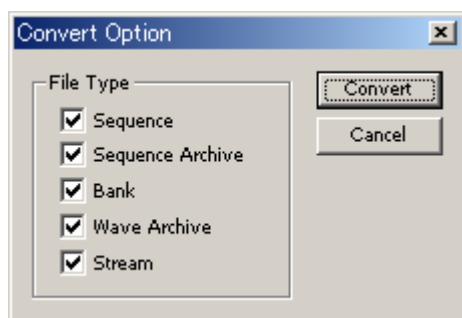 Convert Option
File Type
Sequence
Sequence Archive
Bank
Wave Archive
Stream
Convert
Cancel